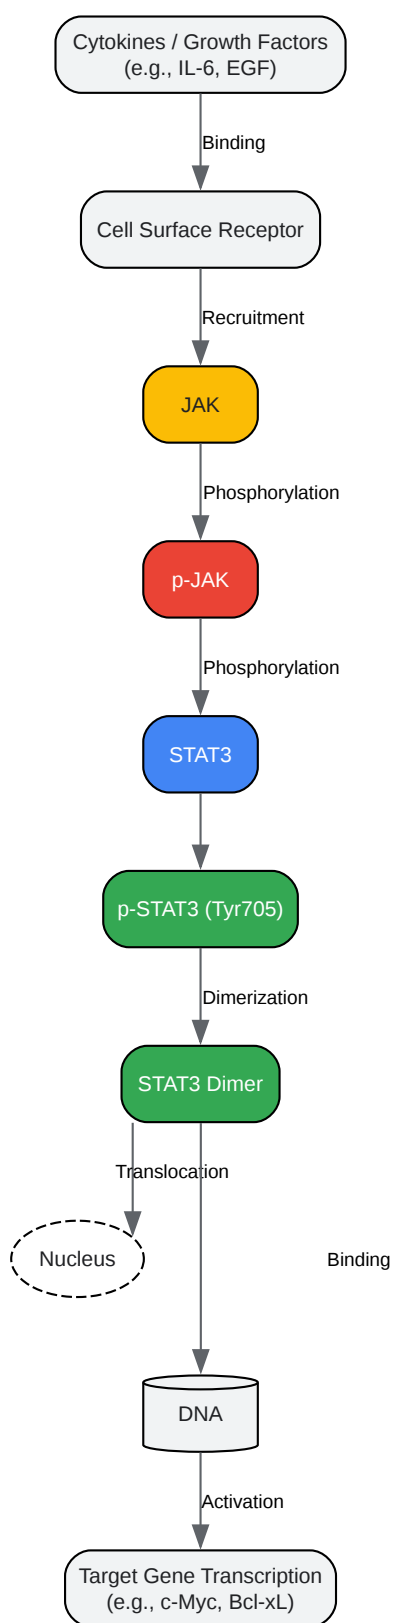 Cytokines / Growth Factors
(e.g., IL-6, EGF)
Binding
Cell Surface Receptor
Recruitment
JAK
Phosphorylation
p-JAK
Phosphorylation
STAT3
p-STAT3 (Tyr705)
Dimerization
STAT3 Dimer
Translocation
Nucleus
Binding
DNA
Activation
Target Gene Transcription
(e.g., c-Myc, Bcl-xL)